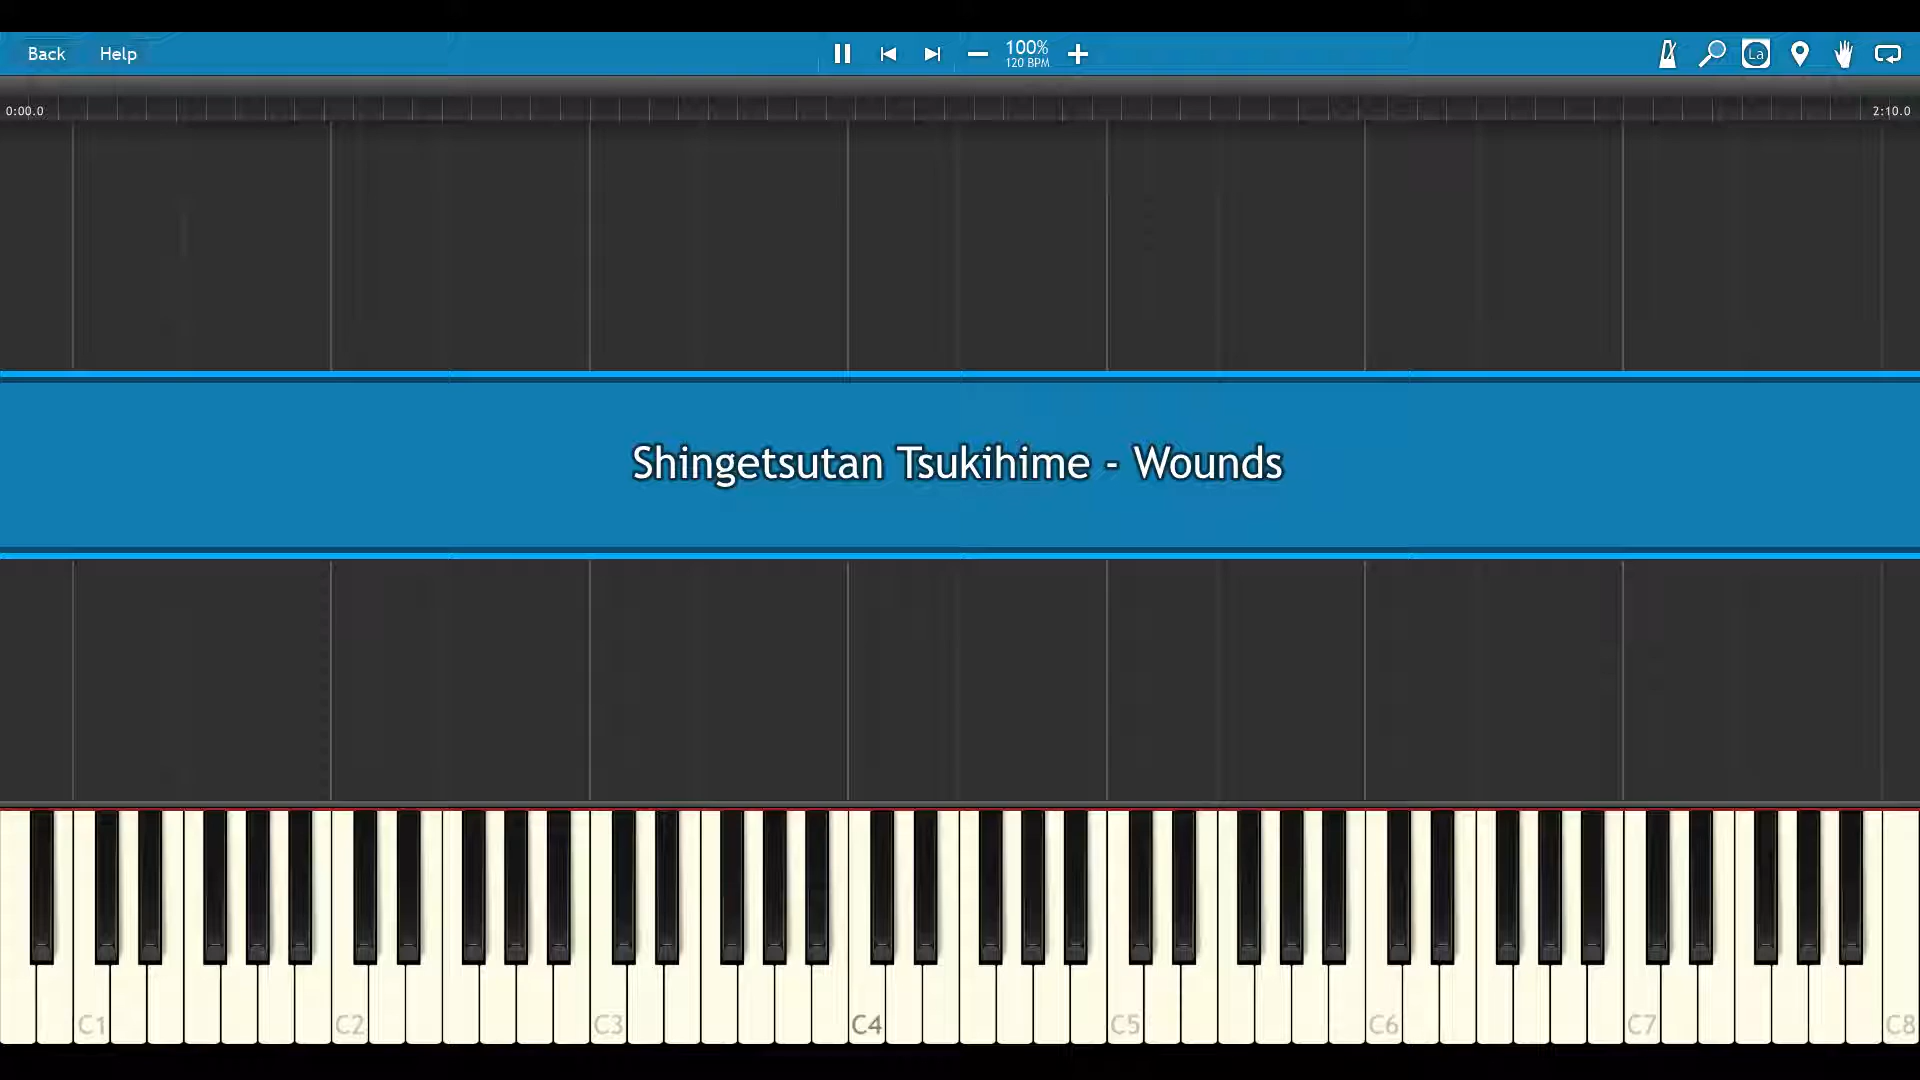 Back Help
100%
120 BPM
La
0:00.0
2:10.0
Shingetsutan Tsukihime - Wounds
C1 C2 C3 C4 C5 C6 C7 C8